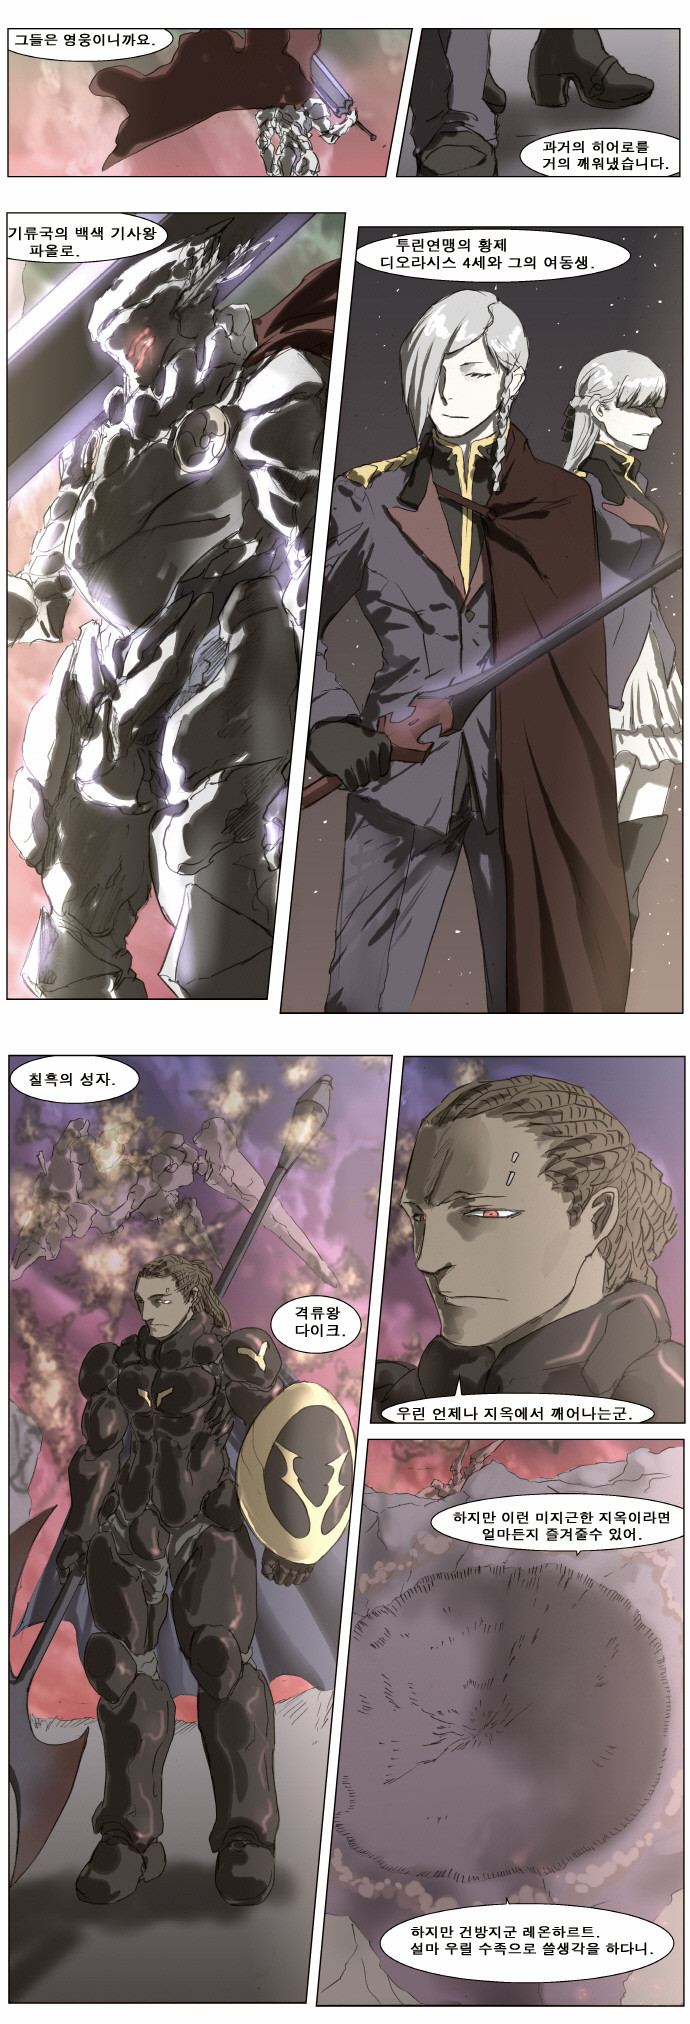 그들은 영웅이니까요.
과거의 히어로를
거의 깨워냈습니다.
기류국의 백색 기사왕
파올로.
투린연맹의 황제
디오라시스 4세와 그의 여동생.
칠흑의 성자.
격류왕
다이크.
우린 언제나 지옥에서 깨어나는군.
하지만 이런 미지근한 지옥이라면
얼마든지 즐겨줄수 있어.
하지만 건방지군 레온하르트.
설마 우릴 수족으로 쓸생각을 하다니.